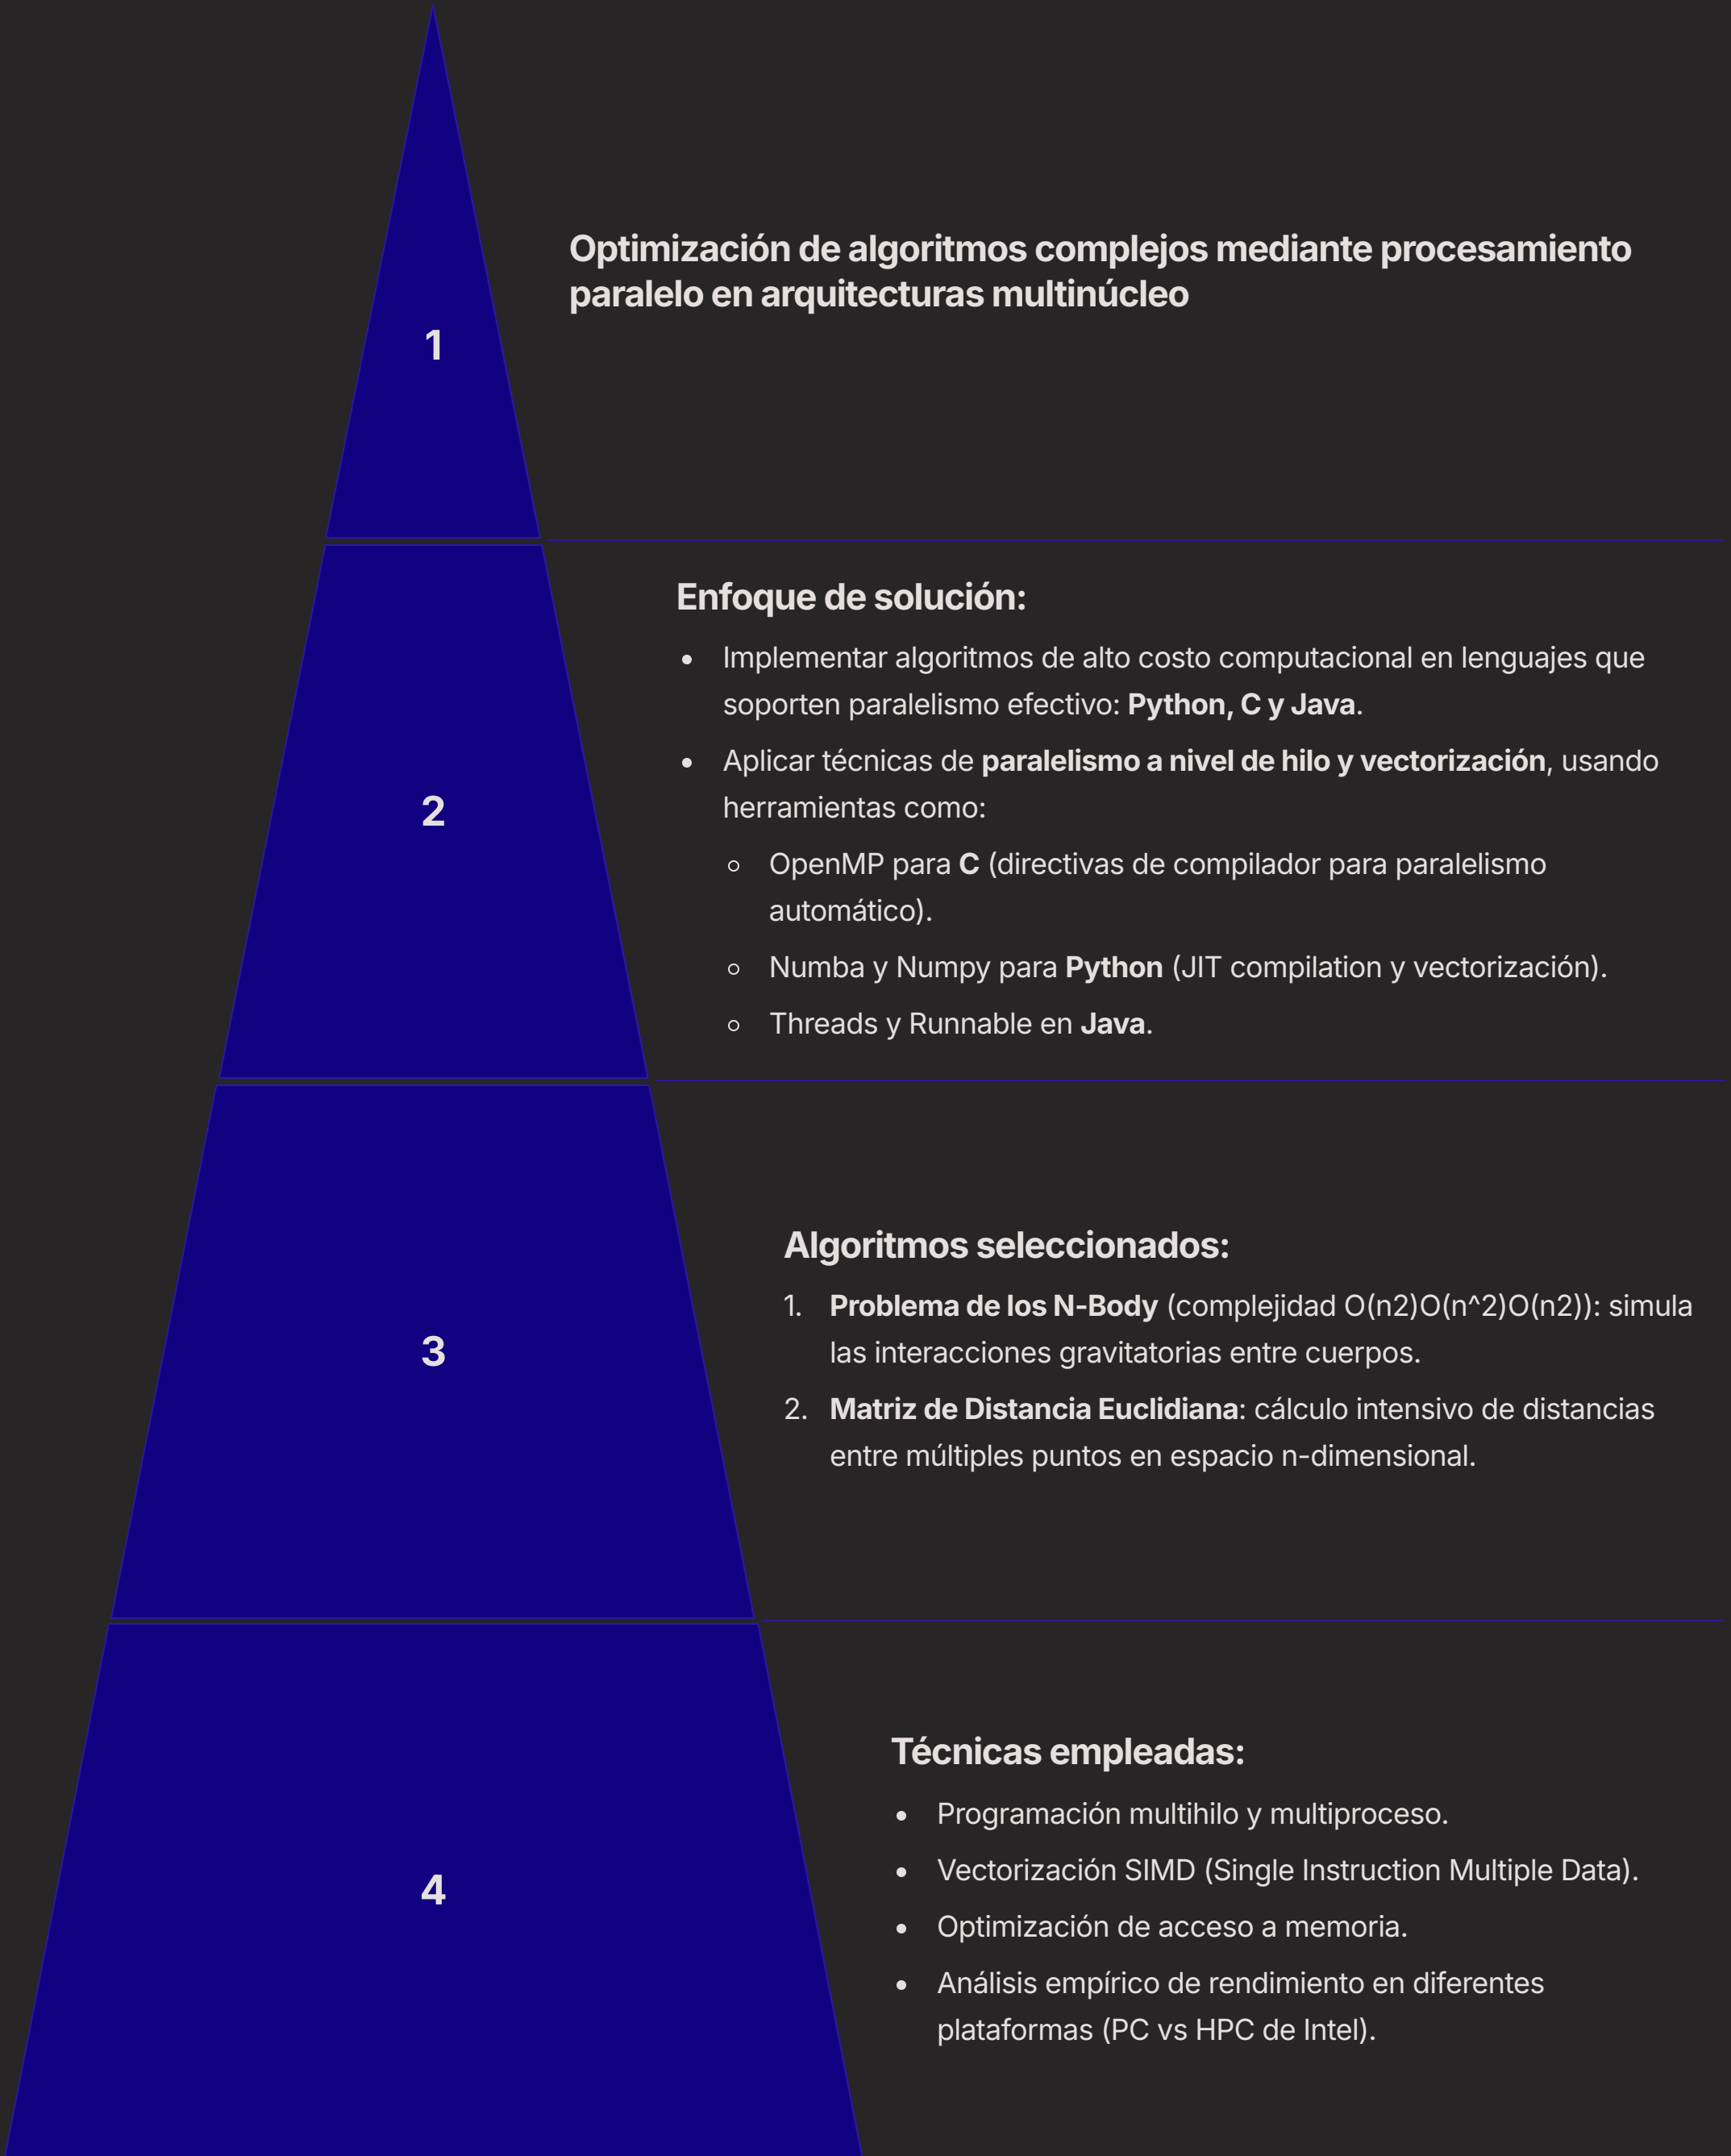 1
Optimización de algoritmos complejos mediante procesamiento
paralelo en arquitecturas multinúcleo
2
Enfoque de solución:
• Implementar algoritmos de alto costo computacional en lenguajes que
soporten paralelismo efectivo: Python, C y Java.
• Aplicar técnicas de paralelismo a nivel de hilo y vectorización, usando
herramientas como:
◦ OpenMP para C (directivas de compilador para paralelismo
automático).
◦ Numba y Numpy para Python (JIT compilation y vectorización).
◦ Threads y Runnable en Java.
3
Algoritmos seleccionados:
1. Problema de los N-Body (complejidad O(n2)O(n^2)O(n2)): simula
las interacciones gravitatorias entre cuerpos.
2. Matriz de Distancia Euclidiana: cálculo intensivo de distancias
entre múltiples puntos en espacio n-dimensional.
4
Técnicas empleadas:
• Programación multihilo y multiproceso.
• Vectorización SIMD (Single Instruction Multiple Data).
• Optimización de acceso a memoria.
• Análisis empírico de rendimiento en diferentes
plataformas (PC vs HPC de Intel).